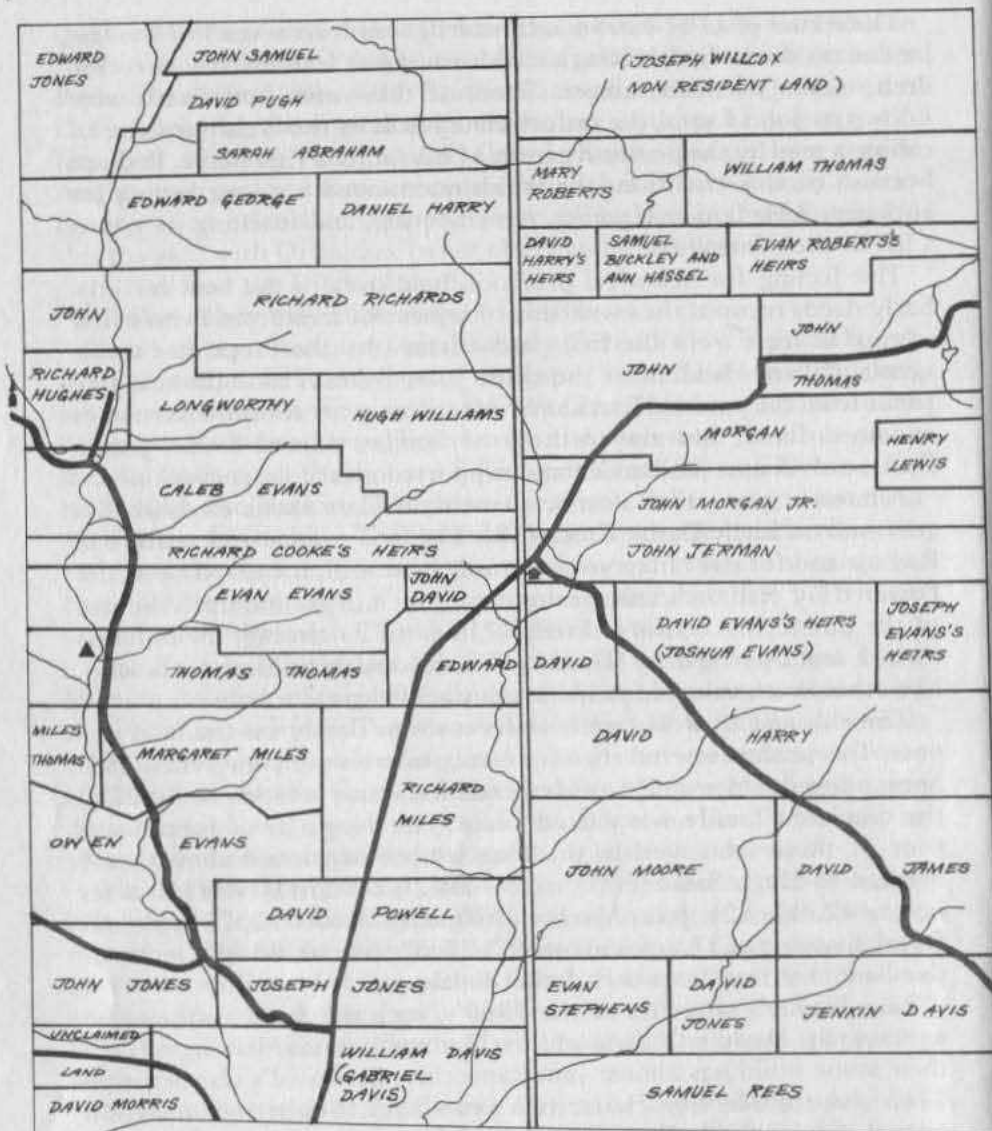 EDWARD
JONES
JOHN SAMUEL
DAVID PUGH
SARAH ABRAHAM
(JOSEPH WILLCOX
NON RESIDENT LAND)
MARY
ROBERTS
WILLIAM THOMAS
EDWARD GEORGE
DANIEL HARRY
DAVID
HARRY'S
HEIRS
SAMUEL
BUCKLEY AND
ANN HASSEL
EVAN ROBERTS'S
HEIRS
JOHN
LONGWORTHY
RICHARD RICHARDS
RICHARD
HUGHES
HUGH WILLIAMS
JOHN
THOMAS
JOHN
MORGAN
HENRY
LEWIS
CALEB EVANS
JOHN MORGAN JR.
RICHARD COOKE'S HEIRS
JOHN JERMAN
EVAN EVANS
JOHN
DAVID
DAVID EVANS'S HEIRS
(JOSHUA EVANS)
JOSEPH
EVANS'S
HEIRS
THOMAS THOMAS
EDWARD DAVID
MILES
THOMAS
MARGARET MILES
DAVID HARRY
RICHARD
MILES
OWEN EVANS
JOHN MOORE
DAVID JAMES
DAVID POWELL
JOHN JONES
JOSEPH JONES
EVAN
STEPHENS
DAVID
JONES
JENKIN DAVIS
UNCLAIMED
LAND
WILLIAM DAVIS
(GABRIEL
DAVIS)
DAVID MORRIS
SAMUEL REES